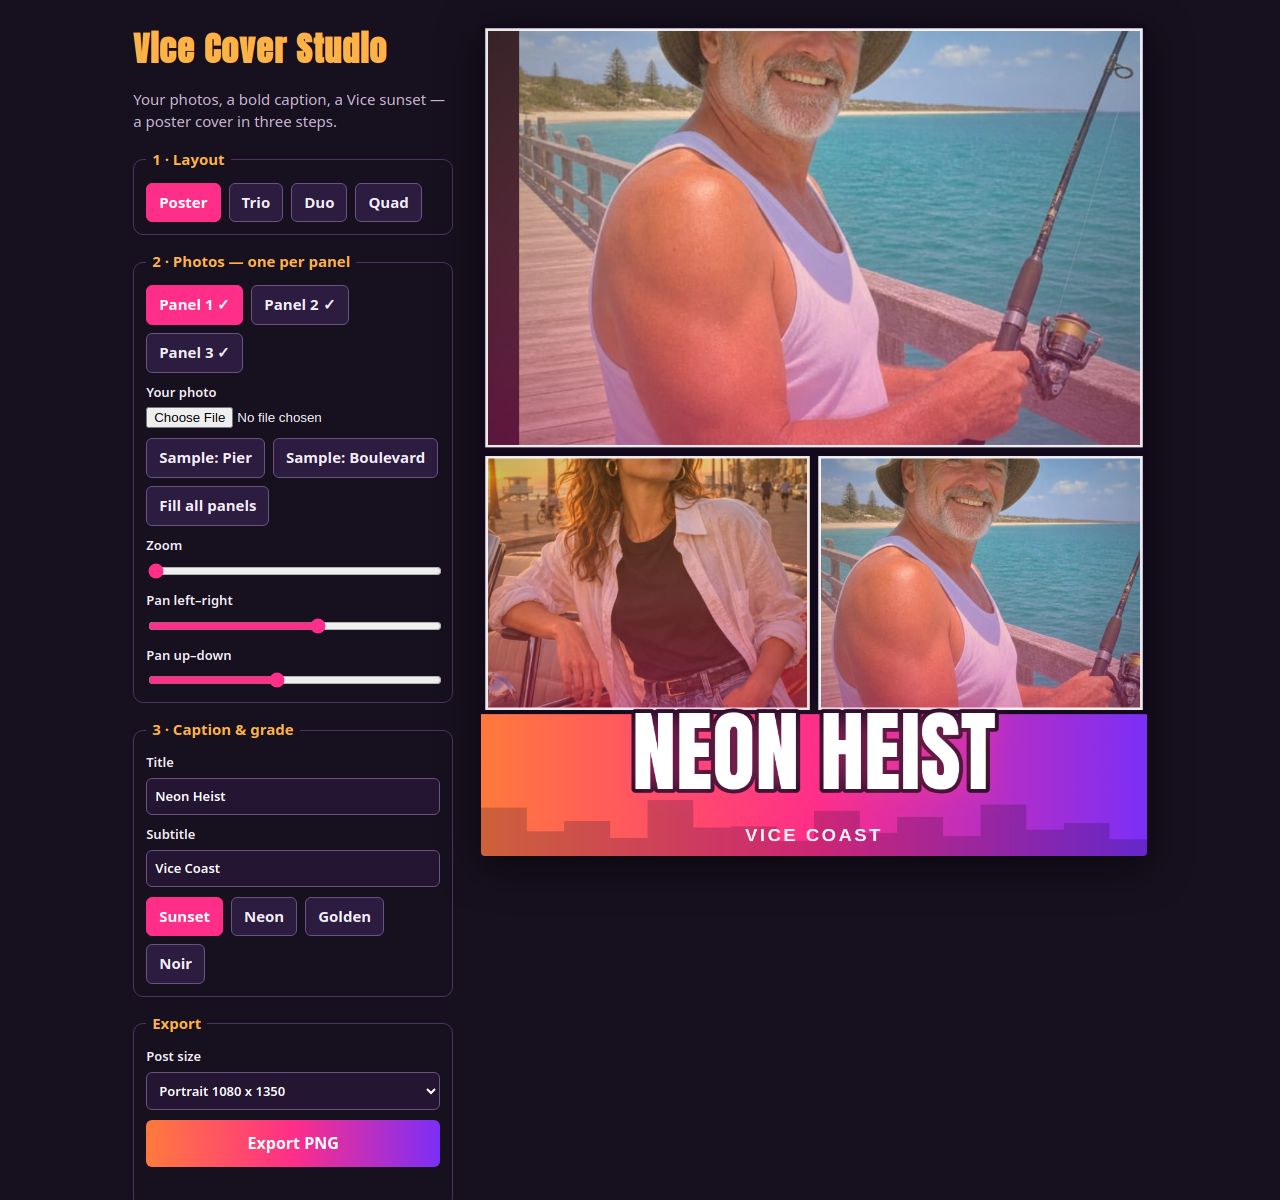 Vice Cover Studio
Your photos, a bold caption, a Vice sunset —
a poster cover in three steps.
1 · Layout
Poster
Trio
Duo
Quad
2 · Photos — one per panel
Panel 1 ✓
Panel 2 ✓
Panel 3 ✓
Your photo
Choose File No file chosen
Sample: Pier
Sample: Boulevard
Fill all panels
Zoom
Pan left–right
Pan up–down
3 · Caption & grade
Title
Neon Heist
Subtitle
Vice Coast
Sunset
Neon
Golden
Noir
Export
Post size
Portrait 1080 x 1350
Export PNG
NEON HEIST
VICE COAST